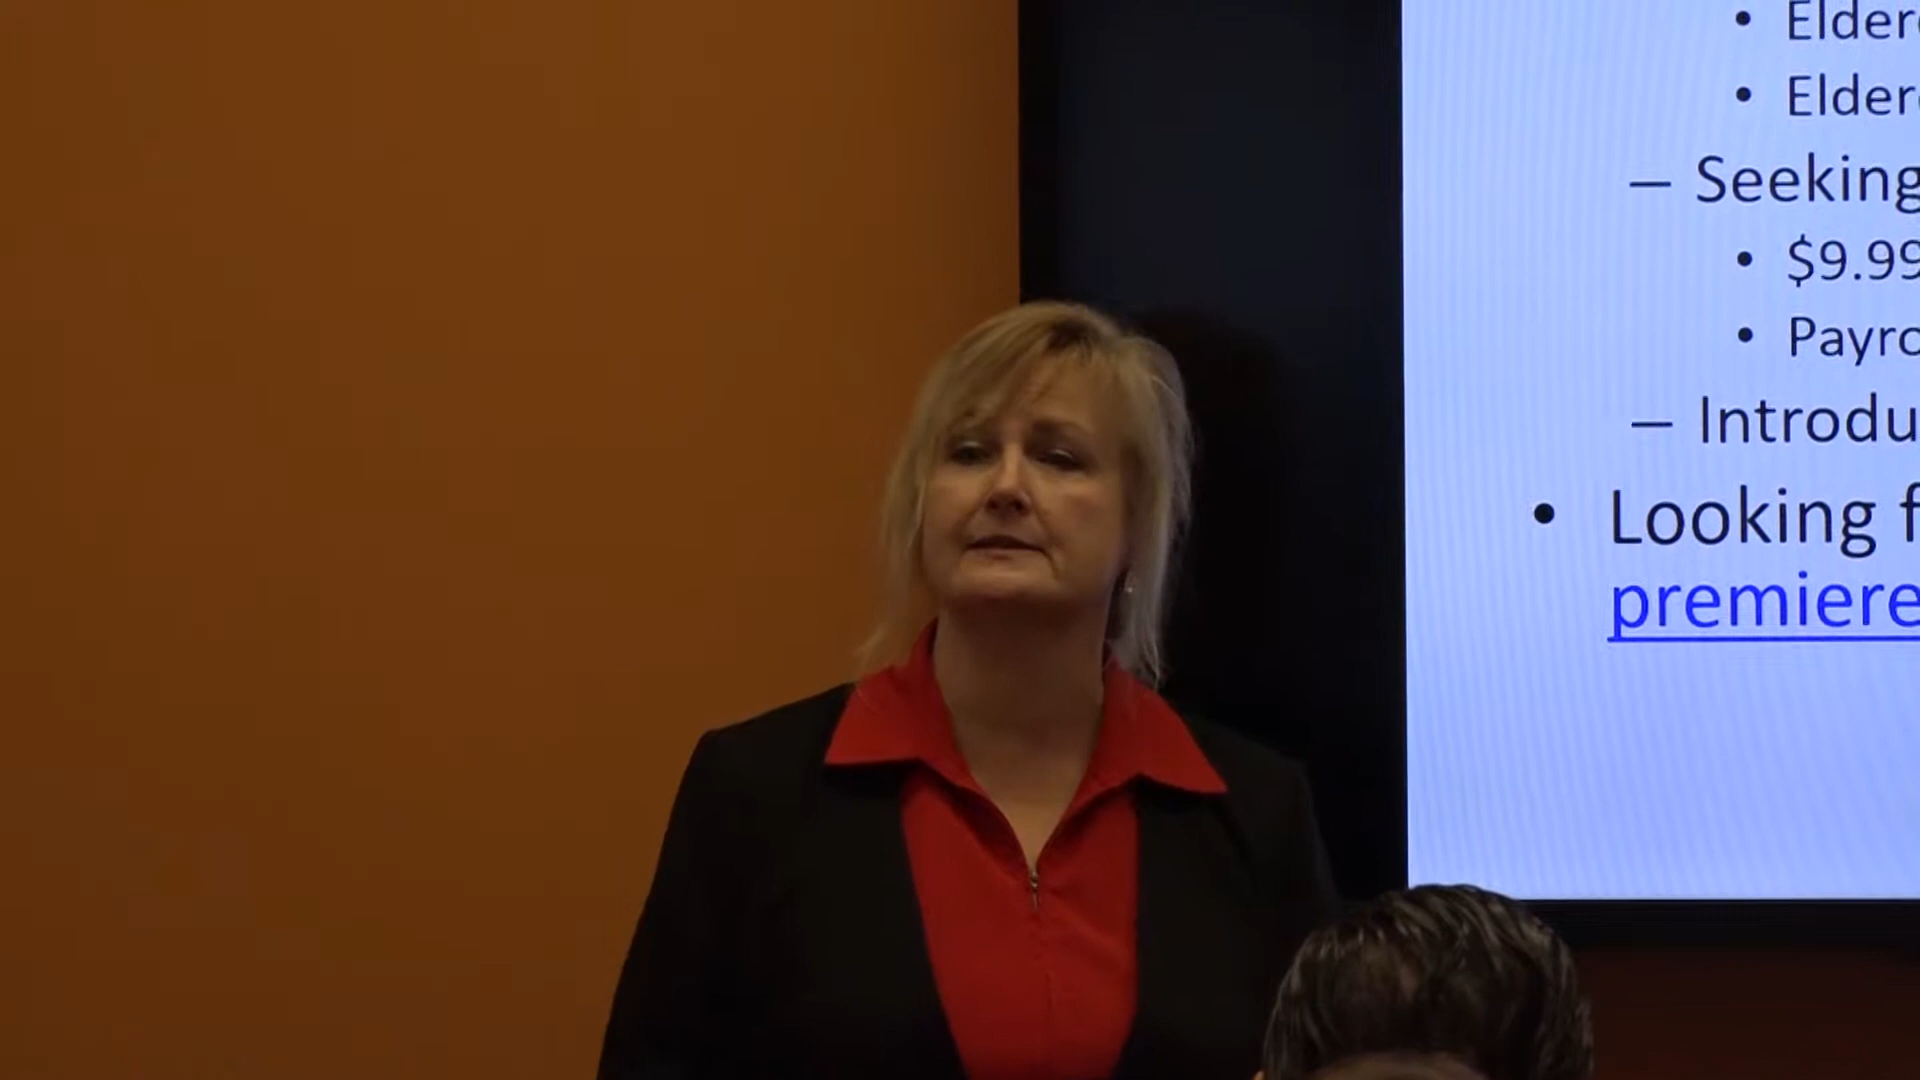 • Elder
• Elder
– Seeking
• $9.99
• Payro
– Introdu
• Looking f
premiere